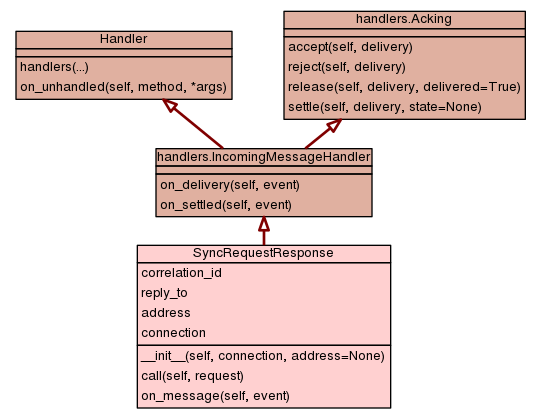 Handler
handlers(...)
on_unhandled(self, method, *args)
handlers.Acking
accept(self, delivery)
reject(self, delivery)
release(self, delivery, delivered=True)
settle(self, delivery, state=None)
handlers.IncomingMessageHandler
on_delivery(self, event)
on_settled(self, event)
SyncRequestResponse
correlation_id
reply_to
address
connection
__init__(self, connection, address=None)
call(self, request)
on_message(self, event)